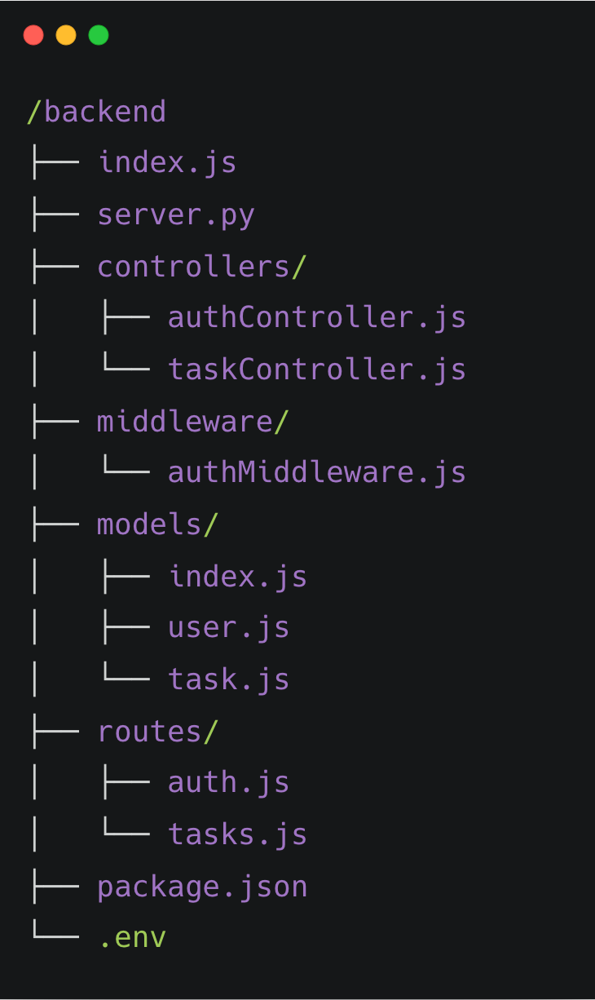 /backend
├── index.js
├── server.py
├── controllers/
│   ├── authController.js
│   └── taskController.js
├── middleware/
│   └── authMiddleware.js
├── models/
│   ├── index.js
│   ├── user.js
│   └── task.js
├── routes/
│   ├── auth.js
│   └── tasks.js
├── package.json
└── .env